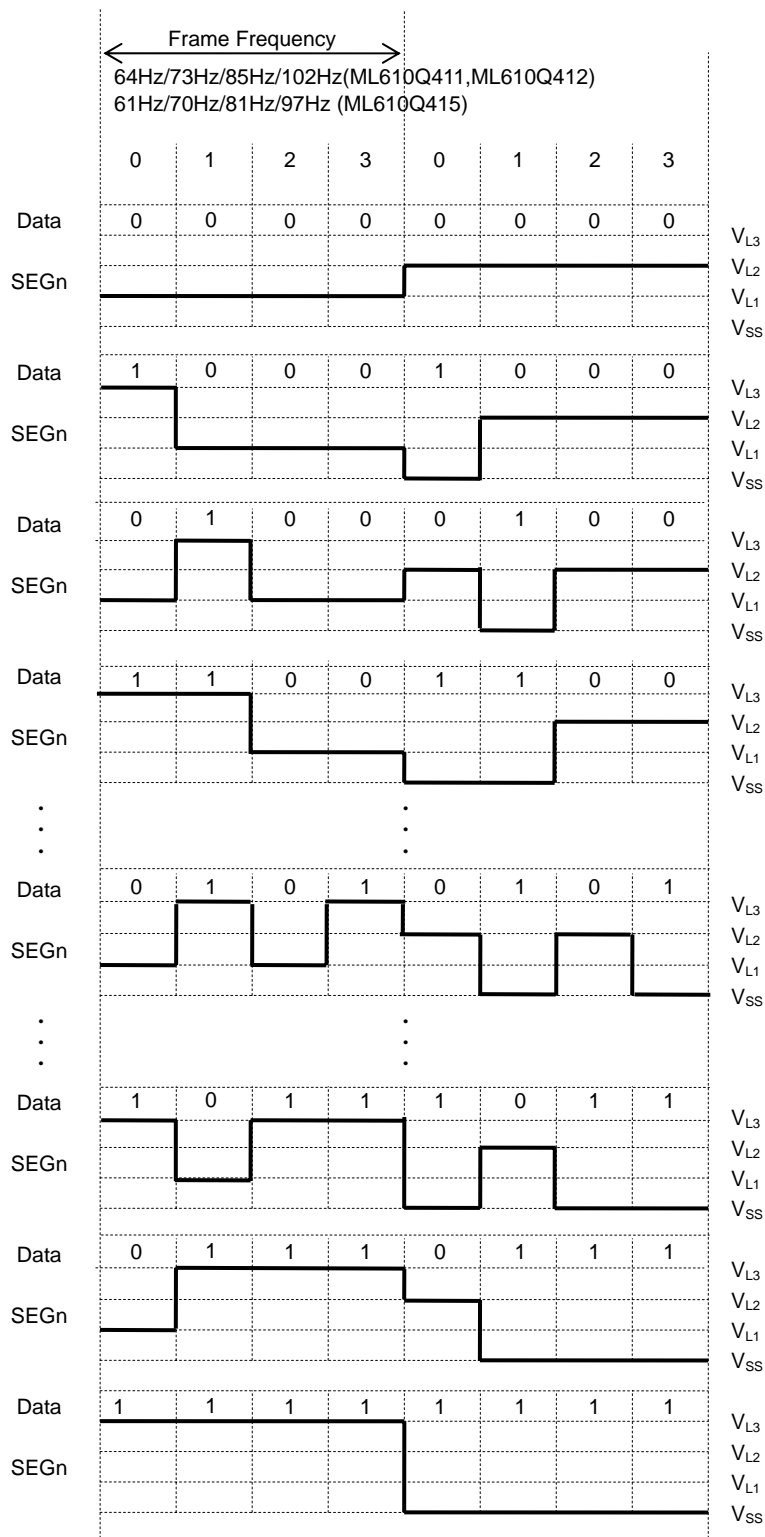 Frame Frequency
64Hz/73Hz/85Hz/102Hz(ML610Q411,ML610Q412)
61Hz/70Hz/81Hz/97Hz (ML610Q415)
0 1 2 3 0 1 2 3
Data 0 0 0 0 0 0 0 0
VL3
VL2
SEGn
VL1
VSS
Data 1 0 0 0 1 0 0 0
VL3
VL2
SEGn
VL1
VSS
Data 0 1 0 0 0 1 0 0
VL3
VL2
SEGn
VL1
VSS
Data 1 1 0 0 1 1 0 0
VL3
VL2
SEGn
VL1
VSS
Data 0 1 0 1 0 1 0 1
VL3
VL2
SEGn
VL1
VSS
Data 1 0 1 1 1 0 1 1
VL3
VL2
SEGn
VL1
VSS
Data 0 1 1 1 0 1 1 1
VL3
VL2
SEGn
VL1
VSS
Data 1 1 1 1 1 1 1 1
VL3
VL2
SEGn
VL1
VSS